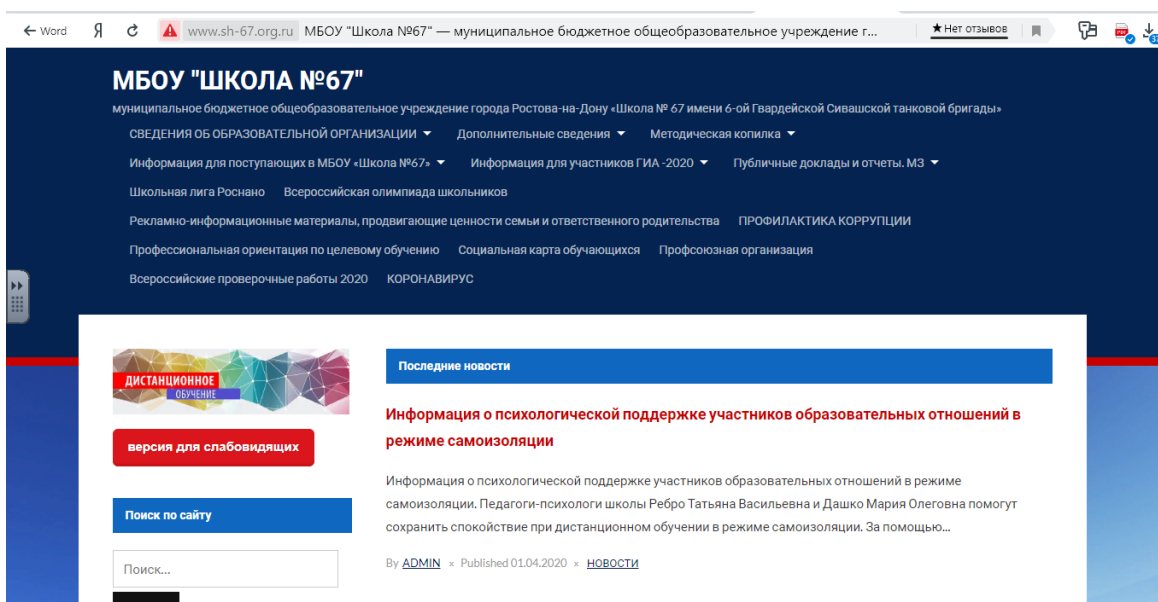 Word Я www.sh-67.org.ru МБОУ "Школа №67" — муниципальное бюджетное общеобразовательное учреждение г... ★ Нет отзывов
МБОУ "ШКОЛА №67"
муниципальное бюджетное общеобразовательное учреждение города Ростова-на-Дону «Школа № 67 имени 6-ой Гвардейской Сивашской танковой бригады»
СВЕДЕНИЯ ОБ ОБРАЗОВАТЕЛЬНОЙ ОРГАНИЗАЦИИ Дополнительные сведения Методическая копилка
Информация для поступающих в МБОУ «Школа №67» Информация для участников ГИА -2020 Публичные доклады и отчеты. МЗ
Школьная лига Роснано Всероссийская олимпиада школьников
Рекламно-информационные материалы, продвигающие ценности семьи и ответственного родительства ПРОФИЛАКТИКА КОРРУПЦИИ
Профессиональная ориентация по целевому обучению Социальная карта обучающихся Профсоюзная организация
Всероссийские проверочные работы 2020 КОРОНАВИРУС
ДИСТАНЦИОННОЕ
ОБУЧЕНИЕ
версия для слабовидящих
Поиск по сайту
Поиск...
Последние новости
Информация о психологической поддержке участников образовательных отношений в
режиме самоизоляции
Информация о психологической поддержке участников образовательных отношений в режиме
самоизоляции. Педагоги-психологи школы Ребро Татьяна Васильевна и Дашко Мария Олеговна помогут
сохранить спокойствие при дистанционном обучении в режиме самоизоляции. За помощью...
By ADMIN × Published 01.04.2020 × НОВОСТИ